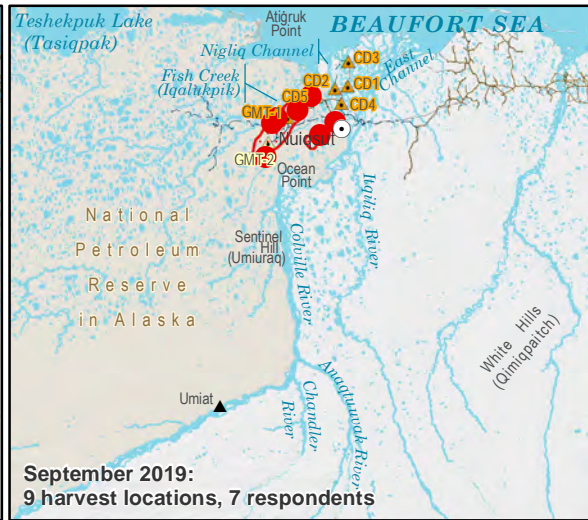 Teshekpuk Lake
(Tasiqpak)
Atiġruk
Point
BEAUFORT SEA
Nigliq Channel
CD3
East
Channel
Fish Creek
(Iqalukpik)
CD2
CD1
CD5
CD4
GMT-1
Nuiqsut
GMT-2
Ocean
Point
Itqiliq River
National
Petroleum
Reserve
in Alaska
Sentinel
Hill
(Umiuraq)
Colville River
White Hills
(Qimiqpaitch)
Umiat
Chandler
River
Anaqtuuvak River
September 2019:
9 harvest locations, 7 respondents